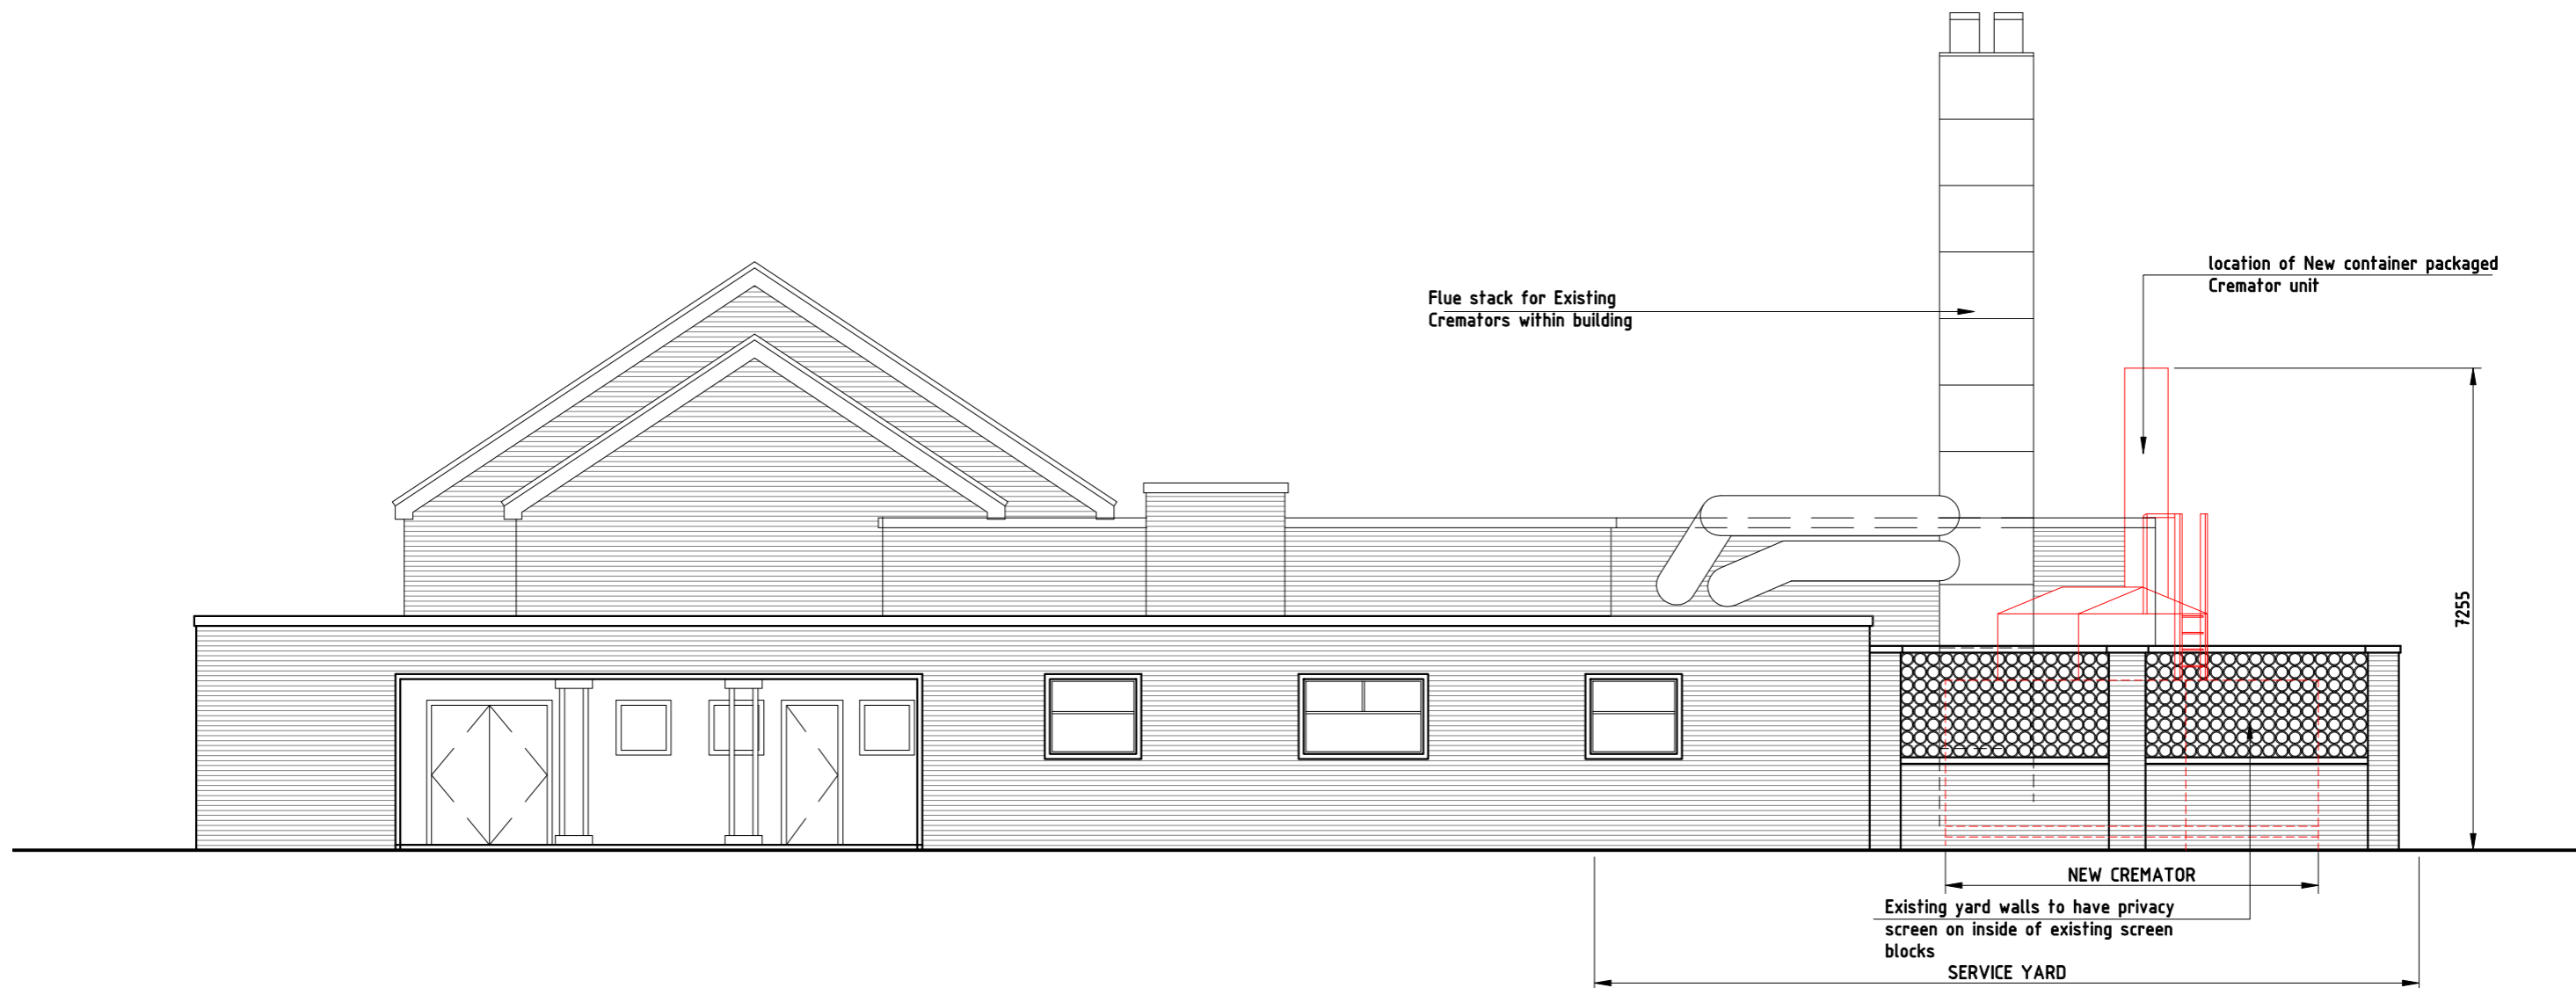 location of New container packaged
Cremator unit
Flue stack for Existing
Cremators within building
7255
NEW CREMATOR
Existing yard walls to have privacy
screen on inside of existing screen
blocks
SERVICE YARD